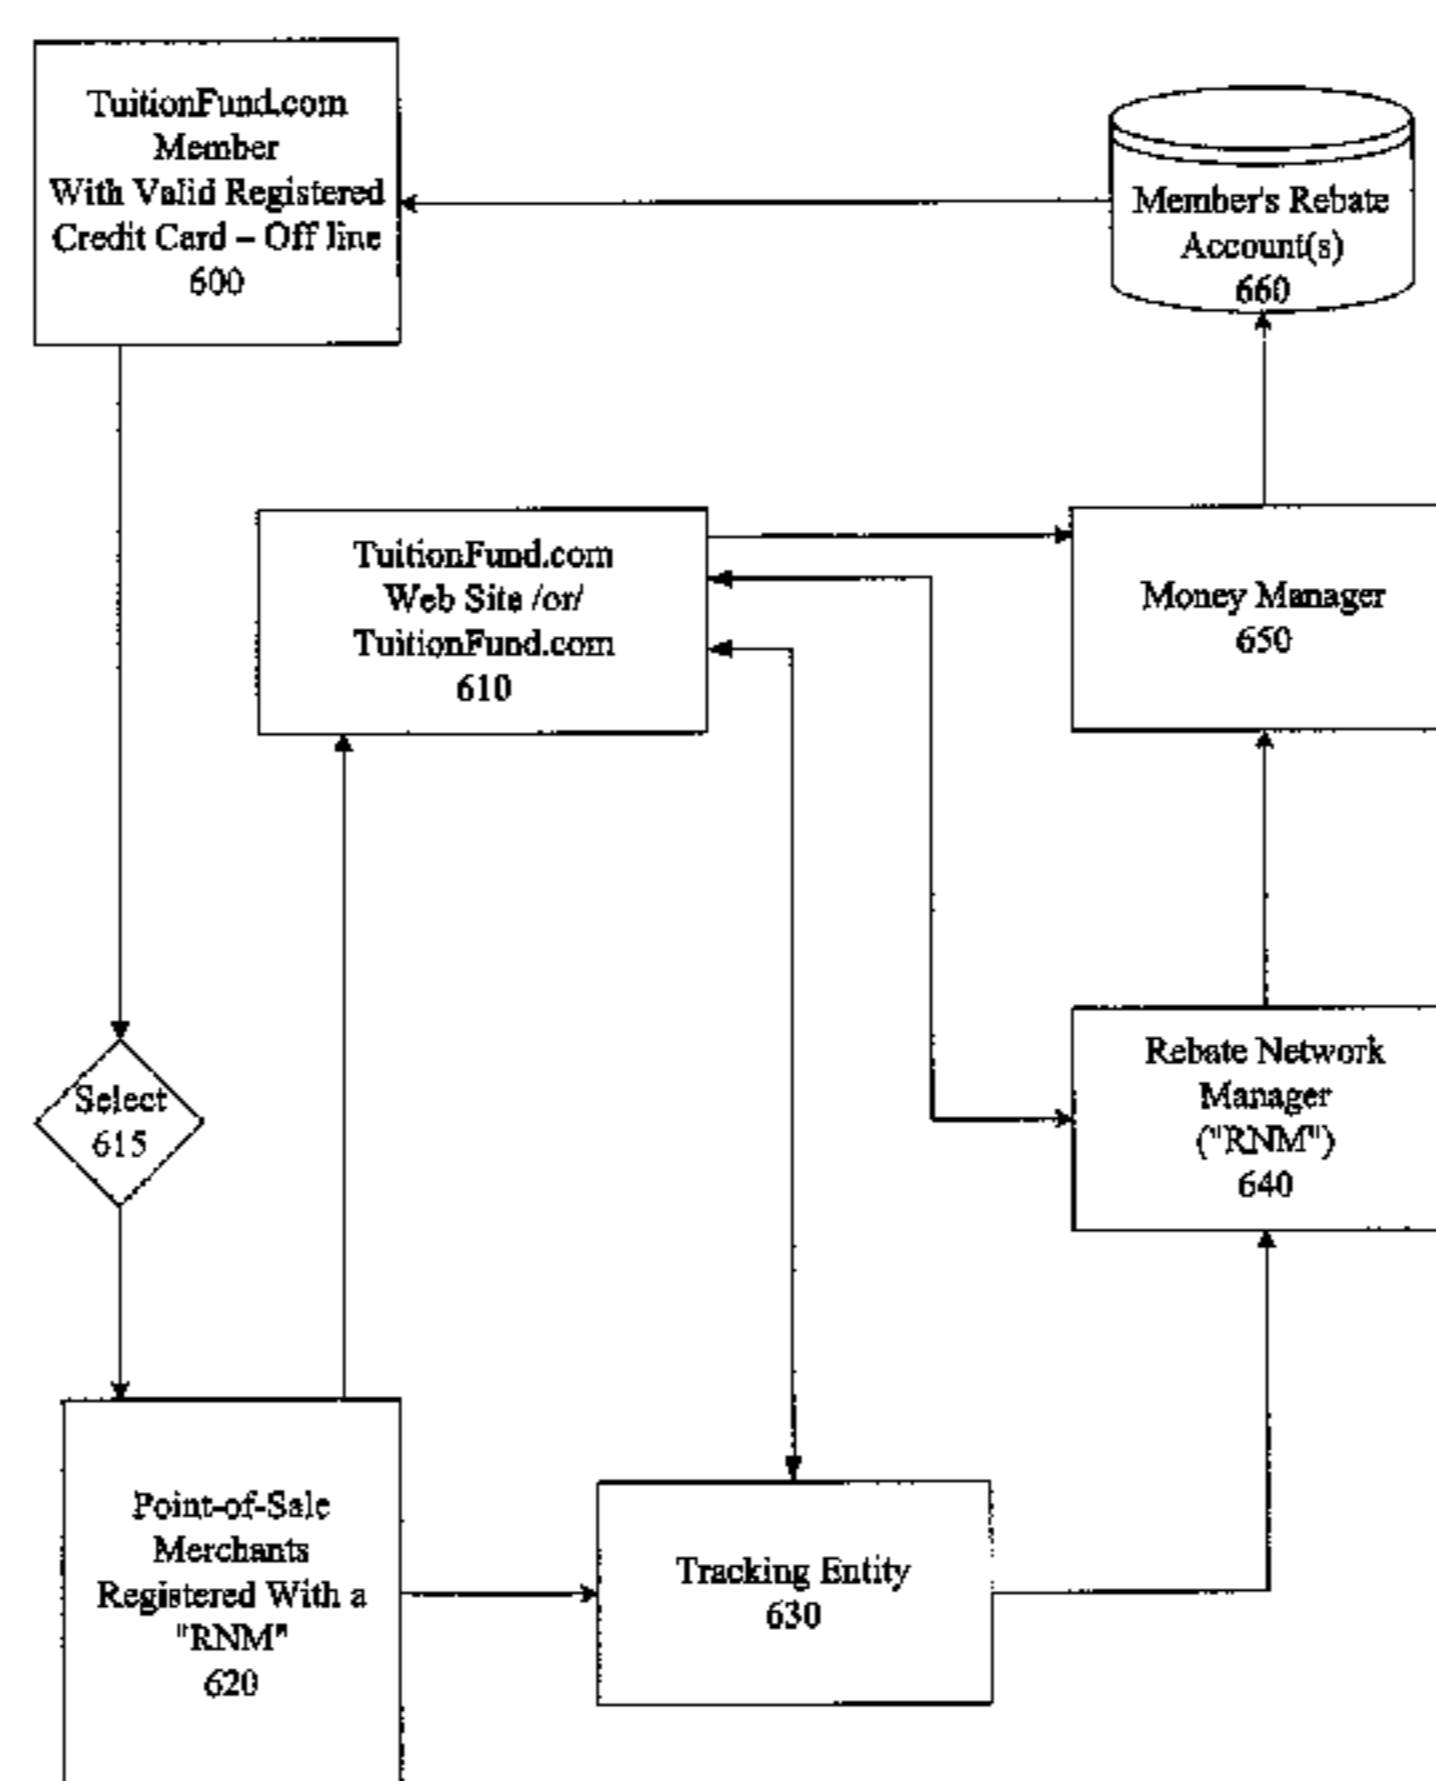 TuitionFund.com
Member
With Valid Registered
Credit Card – Off line
600
Member's Rebate
Account(s)
660
TuitionFund.com
Web Site /or/
TuitionFund.com
610
Money Manager
650
Select
615
Rebate Network
Manager
("RNM")
640
Point-of-Sale
Merchants
Registered With a
"RNM"
620
Tracking Entity
630